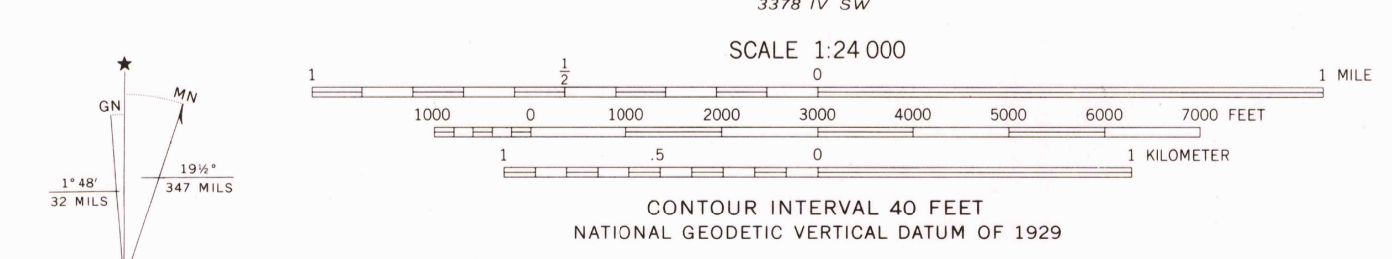 3378 IV SW
SCALE 1:24 000
1 1/2 0 1 MILE
1000 0 1000 2000 3000 4000 5000 6000 7000 FEET
1 .5 0 1 KILOMETER
CONTOUR INTERVAL 40 FEET
NATIONAL GEODETIC VERTICAL DATUM OF 1929
★
GN MN
1°48'
32 MILS
19½°
347 MILS